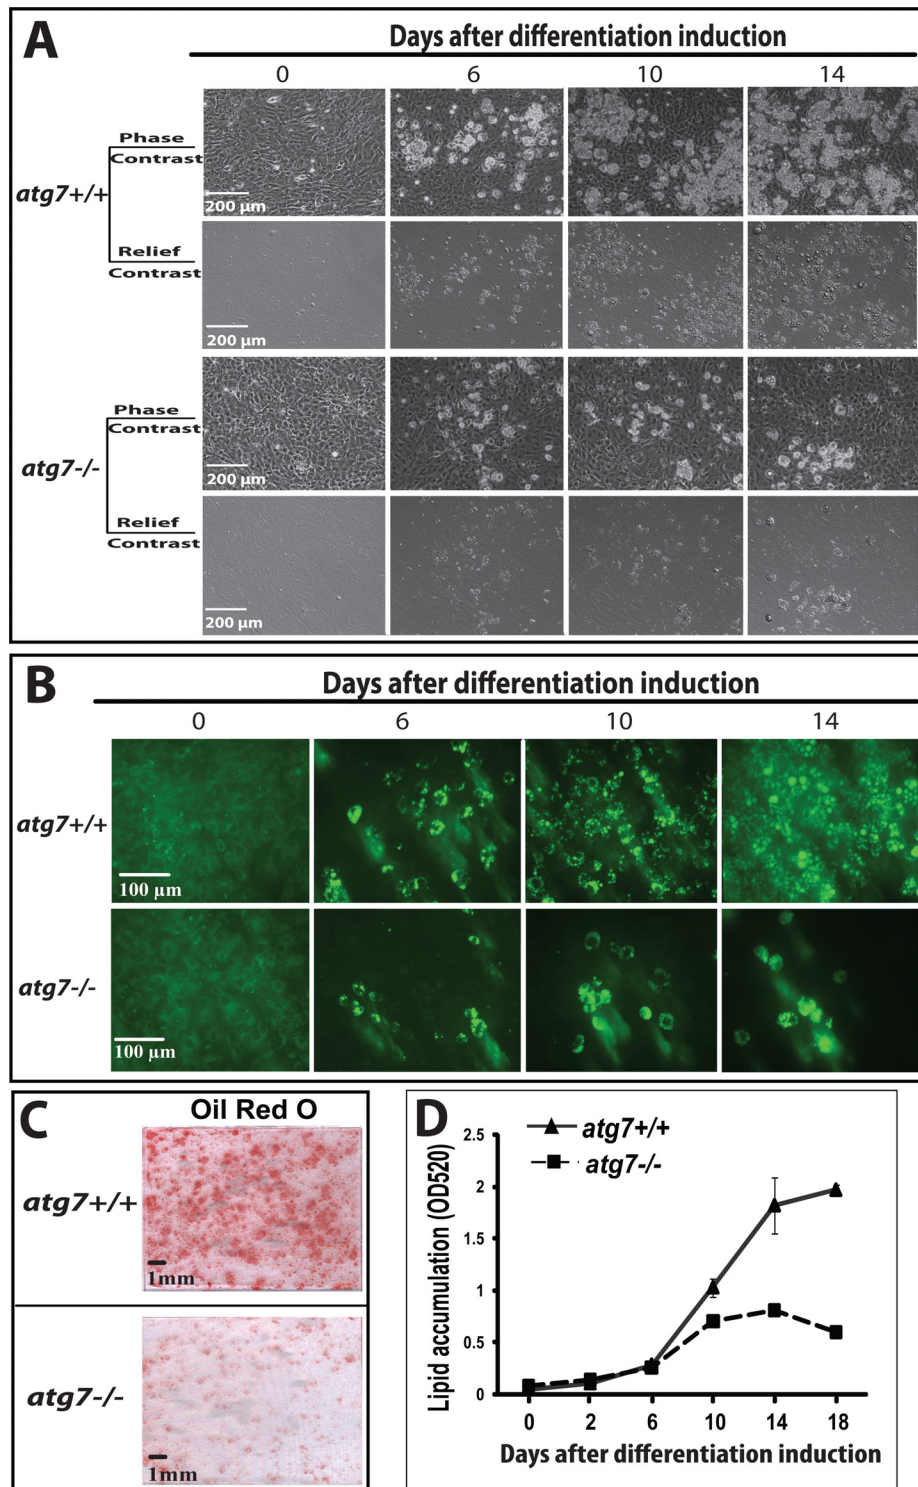 A
Days after differentiation induction
0 6 10 14
atg7+/+
Phase
Contrast
200 µm
Relief
Contrast
200 µm
atg7-/-
Phase
Contrast
200 µm
Relief
Contrast
200 µm
B
Days after differentiation induction
0 6 10 14
atg7+/+
100 µm
atg7-/-
100 µm
C
Oil Red O
atg7+/+
1mm
atg7-/-
1mm
D
atg7+/+
atg7-/-
Lipid accumulation (OD520)
2.5
2
1.5
1
0.5
0
0 2 6 10 14 18
Days after differentiation induction